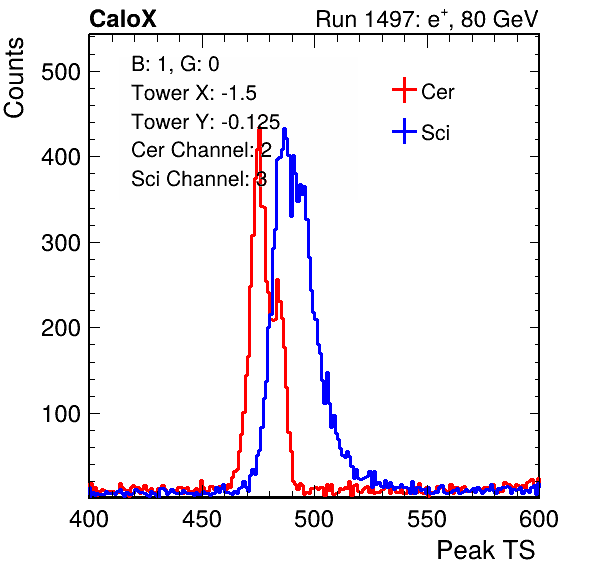 CaloX Run 1497: e⁺, 80 GeV
Counts
B: 1, G: 0
Tower X: -1.5
Tower Y: -0.125
Cer Channel: 2
Sci Channel: 3
Cer
Sci
500
400
300
200
100
400 450 500 550 600
Peak TS